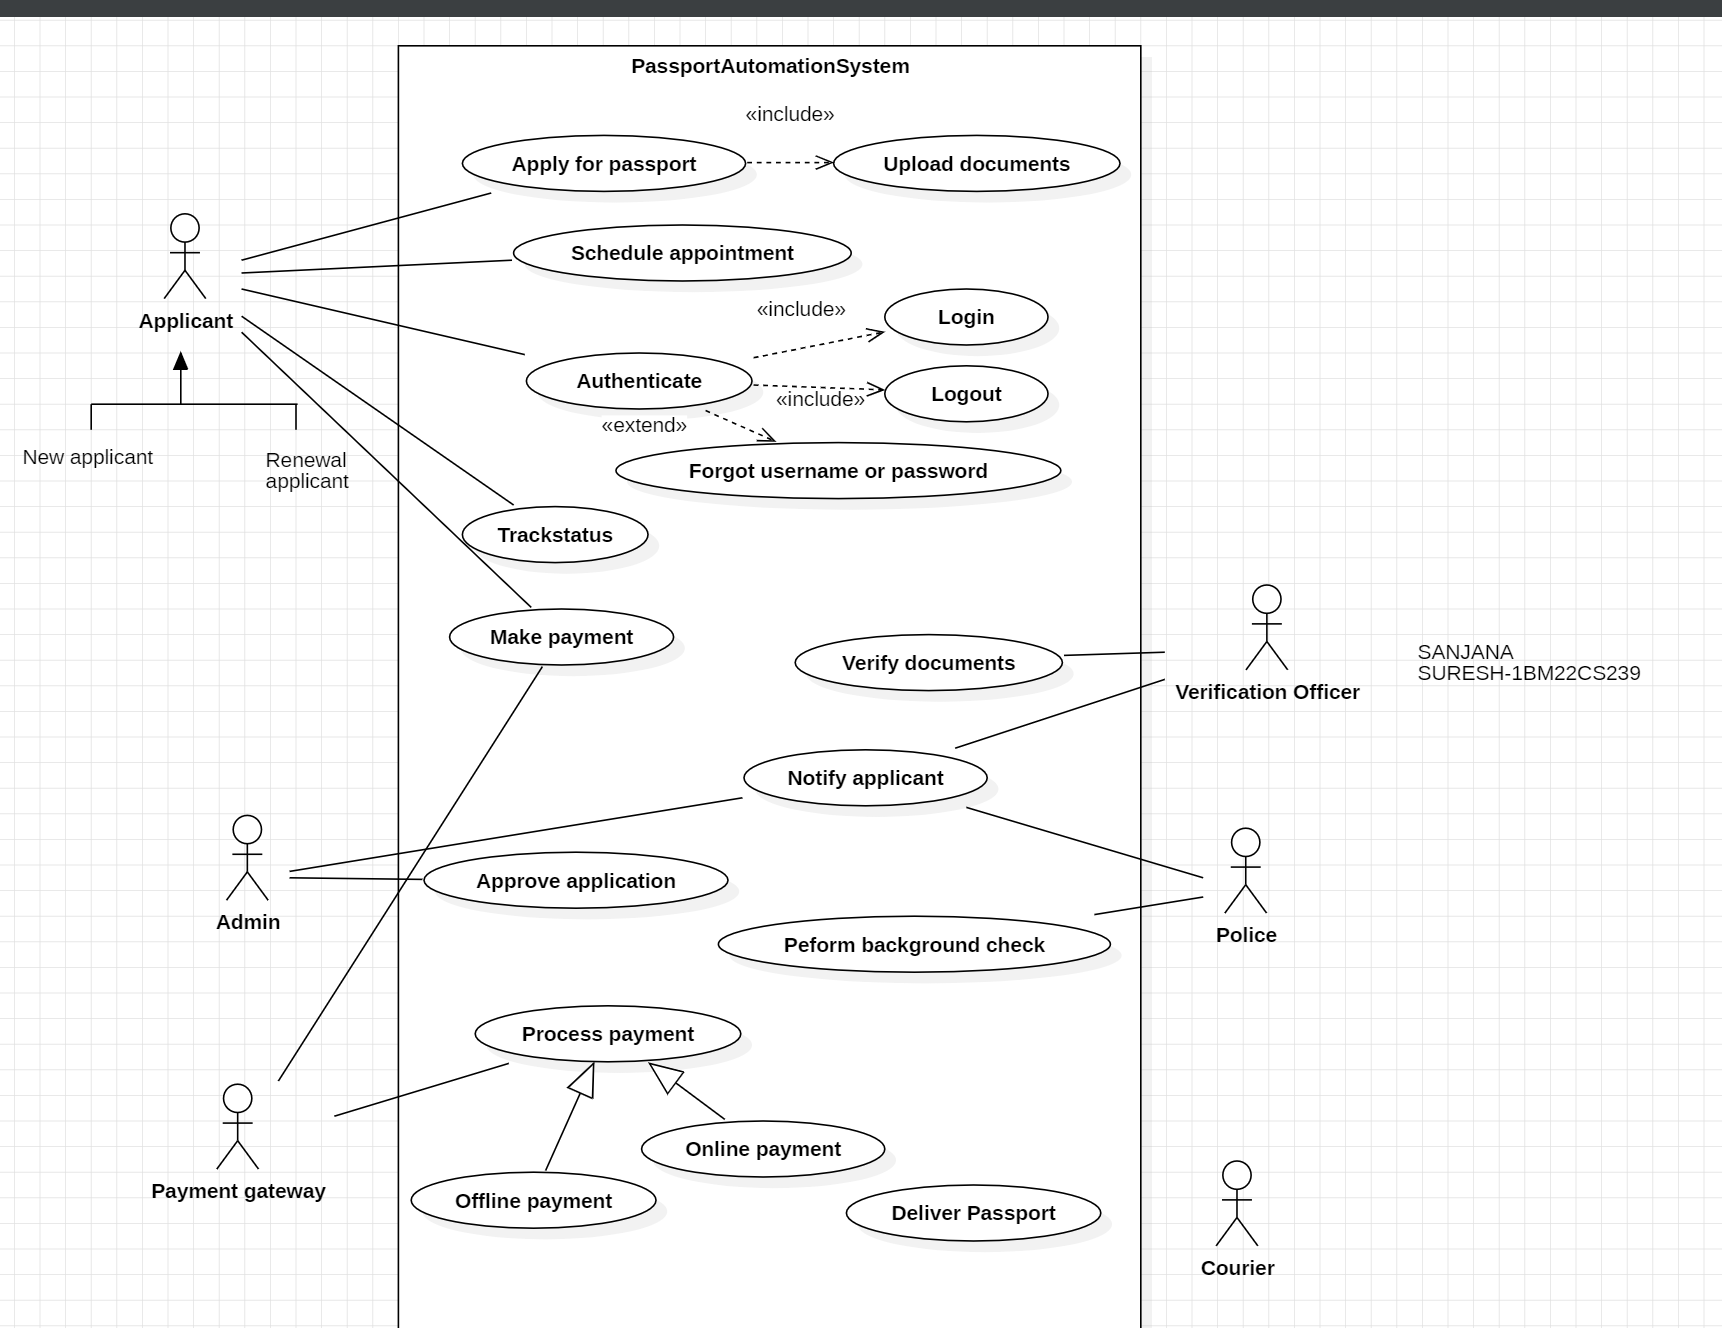 PassportAutomationSystem
«include»
Apply for passport
Upload documents
Schedule appointment
«include»
Login
Applicant
Authenticate
Logout
«include»
«extend»
New applicant
Renewal
applicant
Forgot username or password
Trackstatus
Make payment
Verify documents
SANJANA
SURESH-1BM22CS239
Verification Officer
Notify applicant
Approve application
Admin
Police
Peform background check
Process payment
Online payment
Payment gateway
Offline payment
Deliver Passport
Courier